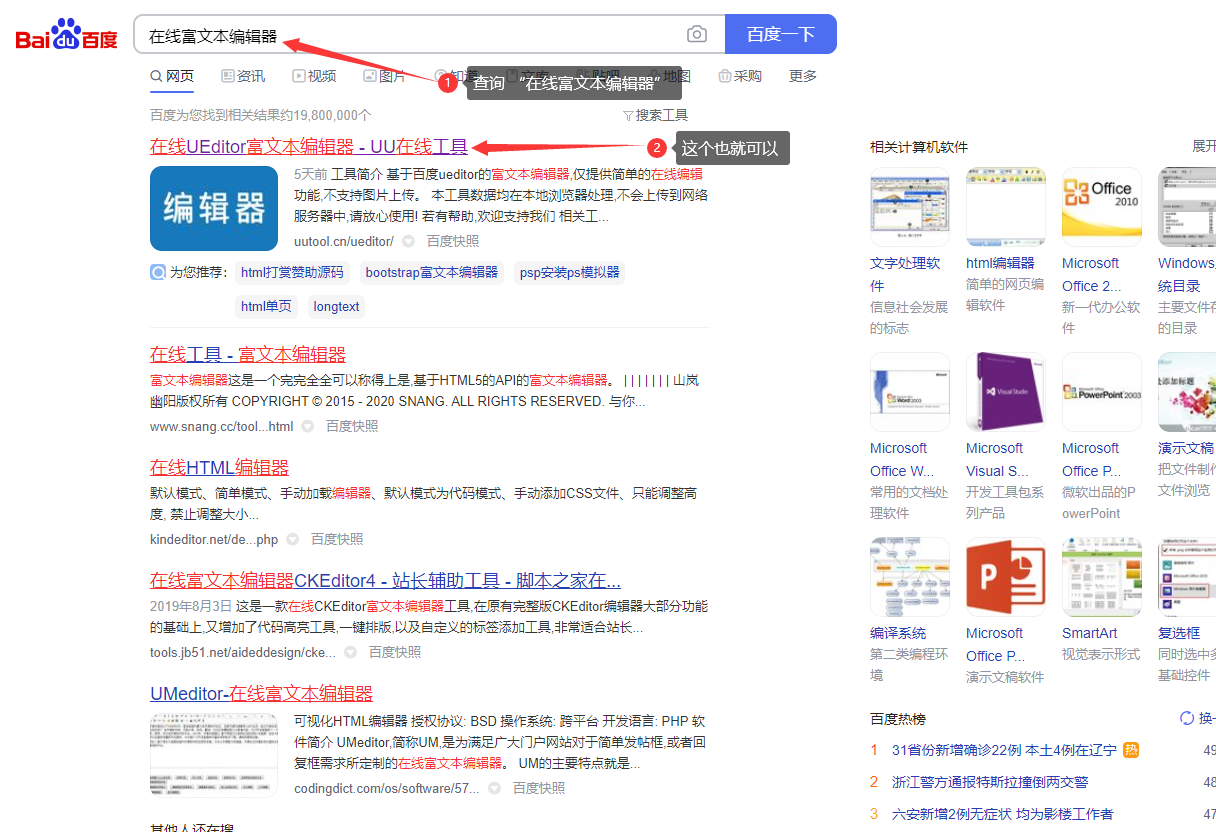 Bai du 百度
在线富文本编辑器
百度一下
网页 资讯 视频 图片 知道 地图 采购 更多
1 查询 “在线富文本编辑器”
百度为您找到相关结果约19,800,000个
搜索工具
在线UEditor富文本编辑器 - UU在线工具
2 这个也就可以
编辑器
5天前 工具简介 基于百度ueditor的富文本编辑器,仅提供简单的在线编辑
功能,不支持图片上传。 本工具数据均在本地浏览器处理,不会上传到网络
服务器中,请放心使用! 若有帮助,欢迎支持我们 相关工...
uutool.cn/ueditor/ 百度快照
为您推荐: html打赏赞助源码 bootstrap富文本编辑器 psp安装ps模拟器
html单页 longtext
在线工具 - 富文本编辑器
富文本编辑器这是一个完完全全可以称得上是,基于HTML5的API的富文本编辑器。 | | | | | | | 山岚
幽阳版权所有 COPYRIGHT © 2015 - 2020 SNANG. ALL RIGHTS RESERVED. 与你...
www.snang.cc/tool...html 百度快照
在线HTML编辑器
默认模式、简单模式、手动加载编辑器、默认模式为代码模式、手动添加CSS文件、只能调整高
度, 禁止调整大小...
kindeditor.net/de...php 百度快照
在线富文本编辑器CKEditor4 - 站长辅助工具 - 脚本之家在...
2019年8月3日 这是一款在线CKEditor富文本编辑器工具,在原有完整版CKEditor编辑器大部分功能
的基础上,又增加了代码高亮工具,一键排版,以及自定义的标签添加工具,非常适合站长...
tools.jb51.net/aideddesign/cke... 百度快照
UMeditor-在线富文本编辑器
可视化HTML编辑器 授权协议: BSD 操作系统: 跨平台 开发语言: PHP 软
件简介 UMeditor,简称UM,是为满足广大门户网站对于简单发帖框,或者回
复框需求所定制的在线富文本编辑器。 UM的主要特点就是...
codingdict.com/os/software/57... 百度快照
其他人还在搜
相关计算机软件
展开
Office
2010
文字处理软
件
信息社会发展
的标志
html编辑器
简单的网页编
辑软件
Microsoft
Office 2...
新一代办公软
件
Windows
统目录
主要文件存
的目录
Word2003
Visual Studio
PowerPoint 2003
添加标题
Microsoft
Office W...
常用的文档处
理软件
Microsoft
Visual S...
开发工具包系
列产品
Microsoft
Office P...
微软出品的P
owerPoint
演示文稿
把文件制作
文件浏览
P
编译系统
第二类编程环
境
Microsoft
Office P...
演示文稿软件
SmartArt
视觉表示形式
复选框
同时选中多
基础控件
百度热榜
换一
1 31省份新增确诊22例 本土4例在辽宁 热 49
2 浙江警方通报特斯拉撞倒两交警 48
3 六安新增2例无症状 均为影楼工作者 47